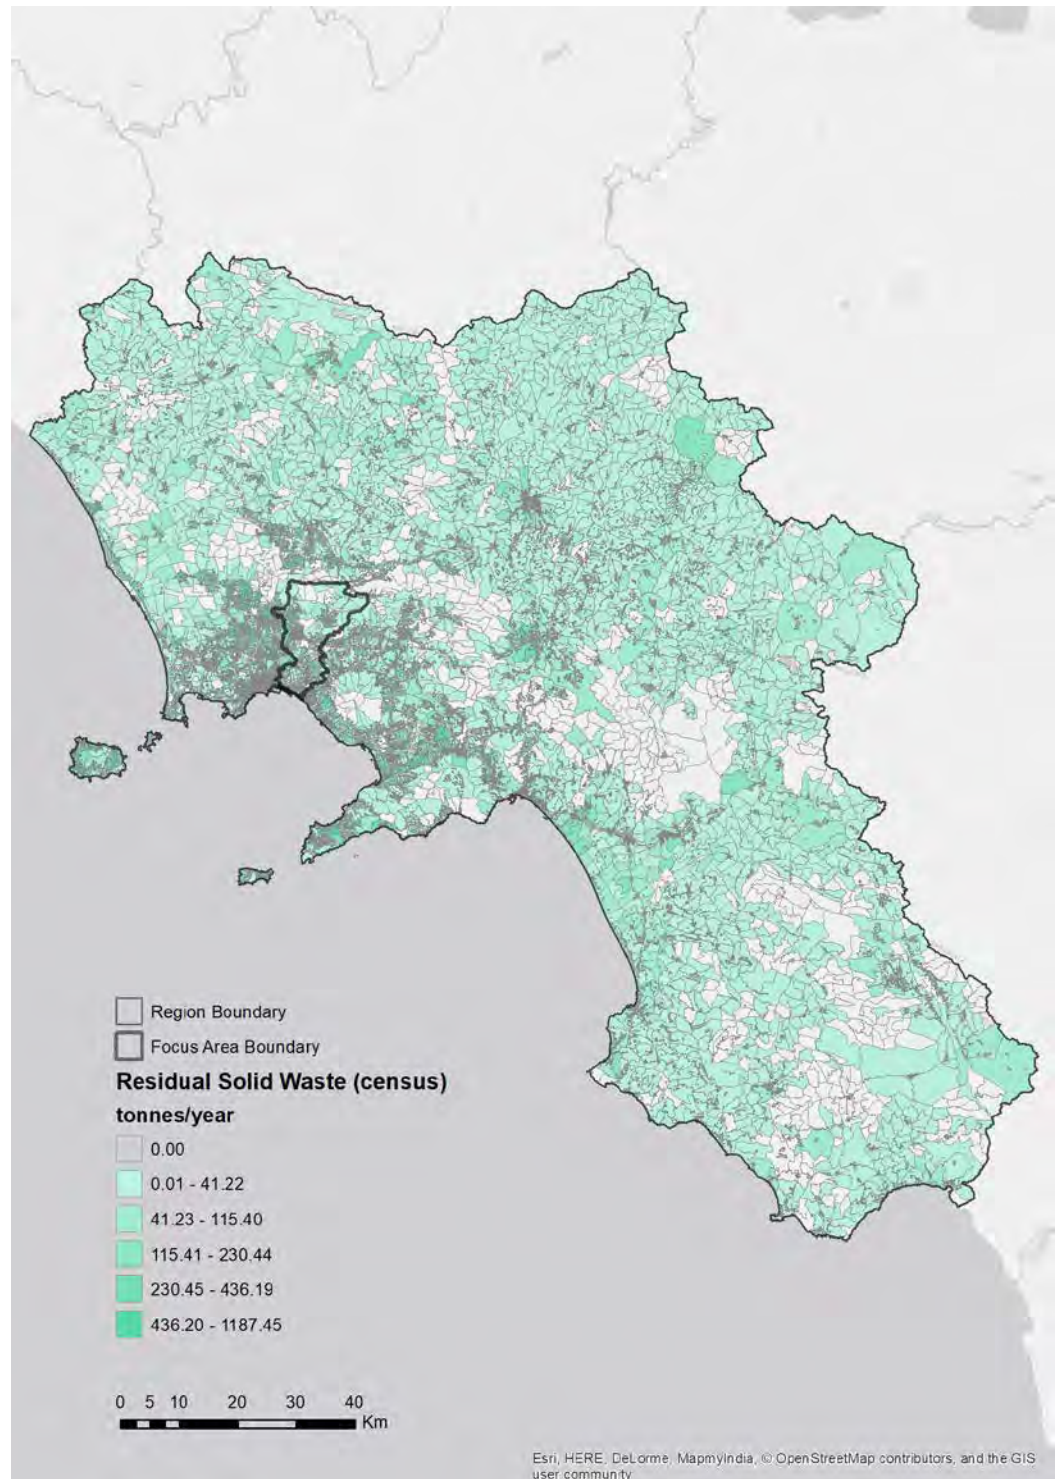 Region Boundary
Focus Area Boundary
Residual Solid Waste (census)
tonnes/year
0.00
0.01 - 41.22
41.23 - 115.40
115.41 - 230.44
230.45 - 436.19
436.20 - 1187.45
0 5 10 20 30 40
Km
Esri, HERE, DeLorme, MapmyIndia, © OpenStreetMap contributors, and the GIS
user community